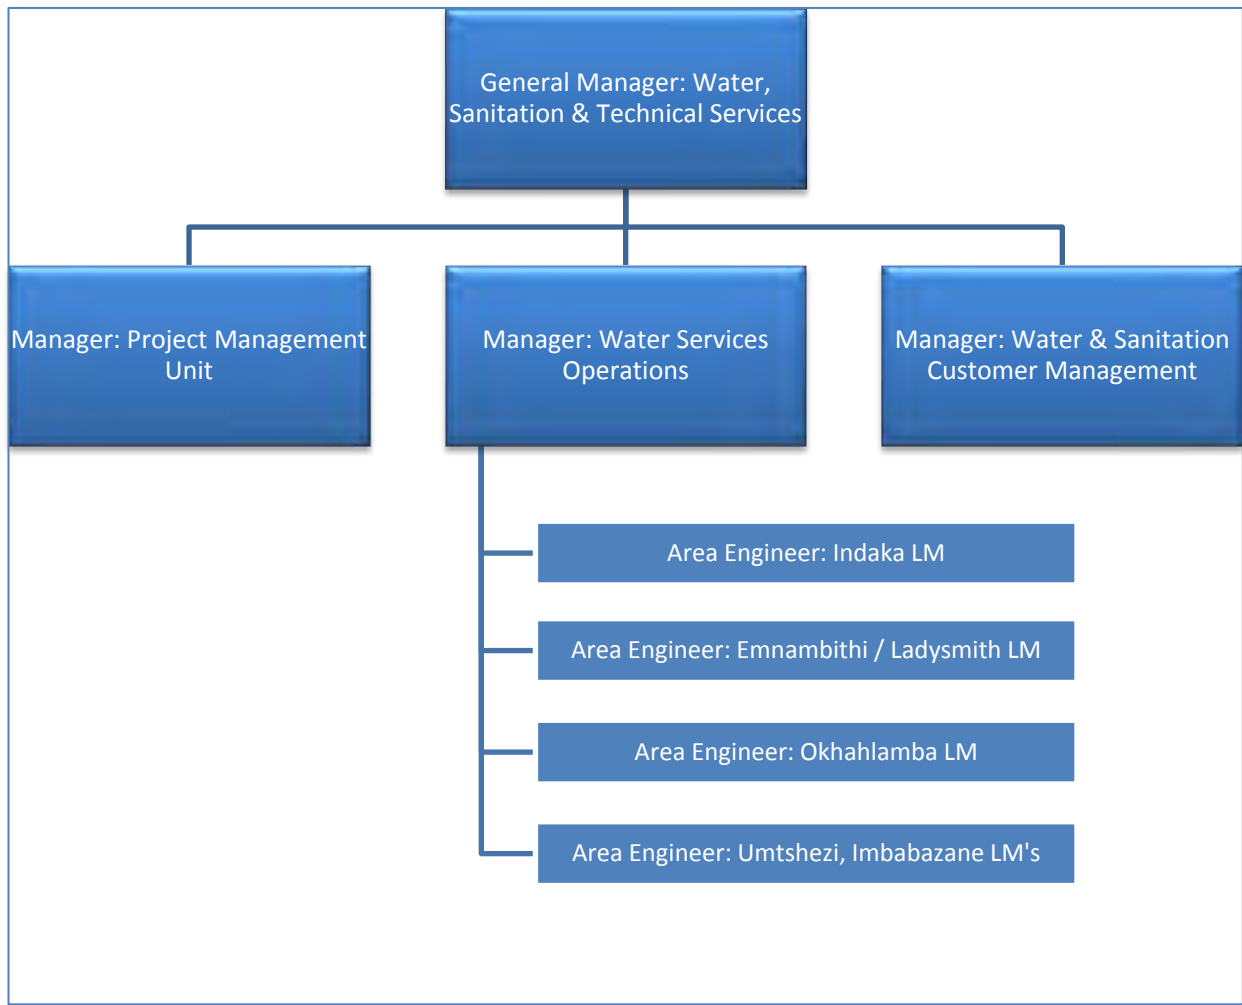 General Manager: Water,
Sanitation & Technical Services
Manager: Project Management
Unit
Manager: Water Services
Operations
Manager: Water & Sanitation
Customer Management
Area Engineer: Indaka LM
Area Engineer: Emnambithi / Ladysmith LM
Area Engineer: Okhahlamba LM
Area Engineer: Umtshezi, Imbabazane LM's